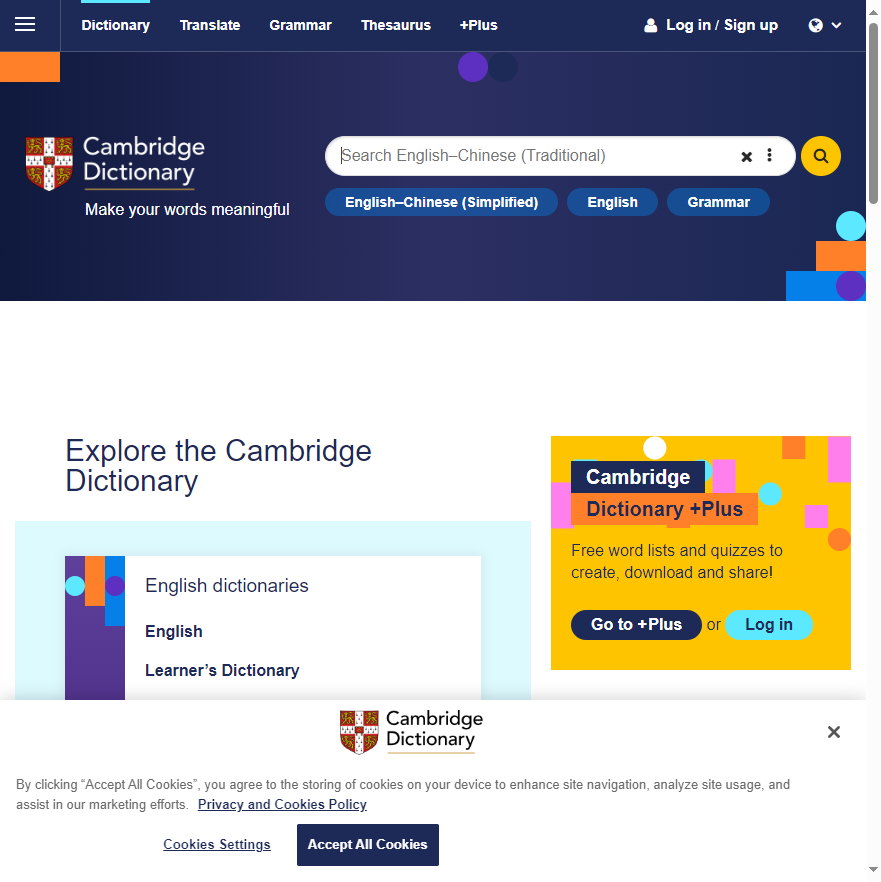 Dictionary Translate Grammar Thesaurus +Plus Log in / Sign up
Cambridge
Dictionary
Make your words meaningful
Search English–Chinese (Traditional)
English–Chinese (Simplified) English Grammar
Explore the Cambridge
Dictionary
English dictionaries
English
Learner’s Dictionary
Cambridge
Dictionary +Plus
Free word lists and quizzes to
create, download and share!
Go to +Plus or Log in
Cambridge
Dictionary
By clicking “Accept All Cookies”, you agree to the storing of cookies on your device to enhance site navigation, analyze site usage, and
assist in our marketing efforts. Privacy and Cookies Policy
Cookies Settings Accept All Cookies